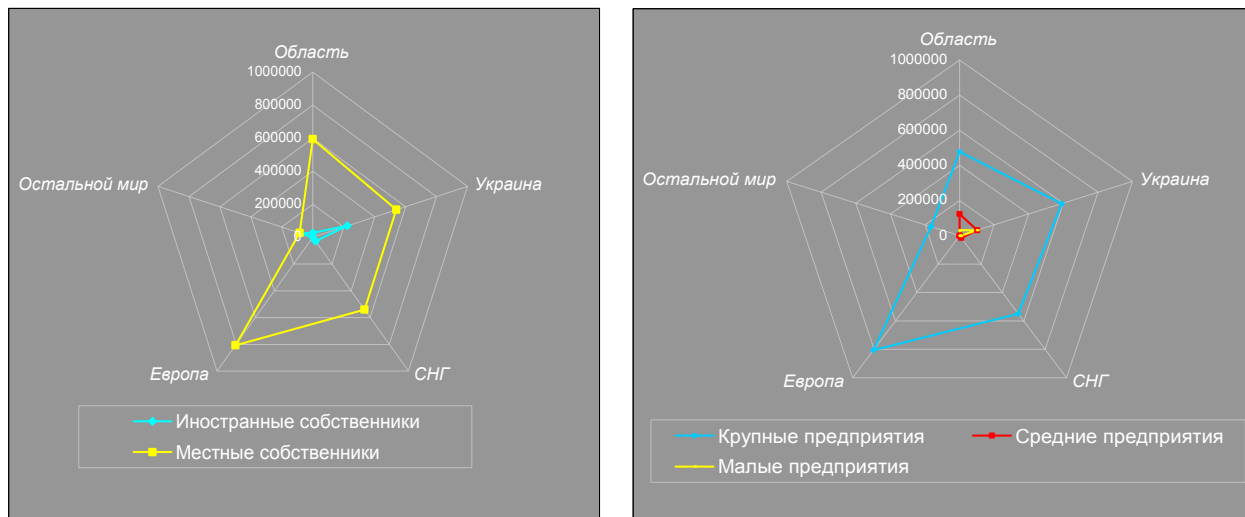 Область
1000000
800000
600000
400000
200000
0
Остальной мир
Украина
Европа
СНГ
Иностранные собственники
Местные собственники
Область
1000000
800000
600000
400000
200000
0
Остальной мир
Украина
Европа
СНГ
Крупные предприятия
Средние предприятия
Малые предприятия